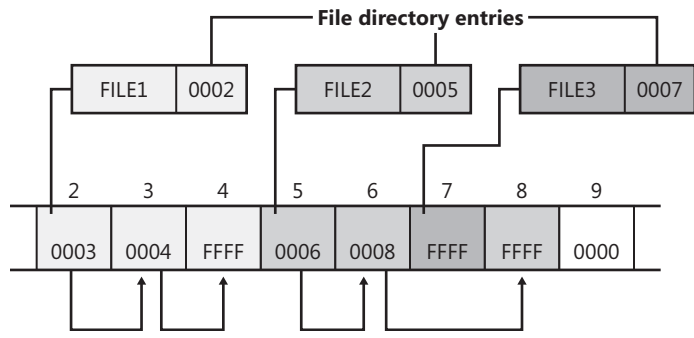 File directory entries
FILE1 0002 FILE2 0005 FILE3 0007
2 3 4 5 6 7 8 9
0003 0004 FFFF 0006 0008 FFFF FFFF 0000